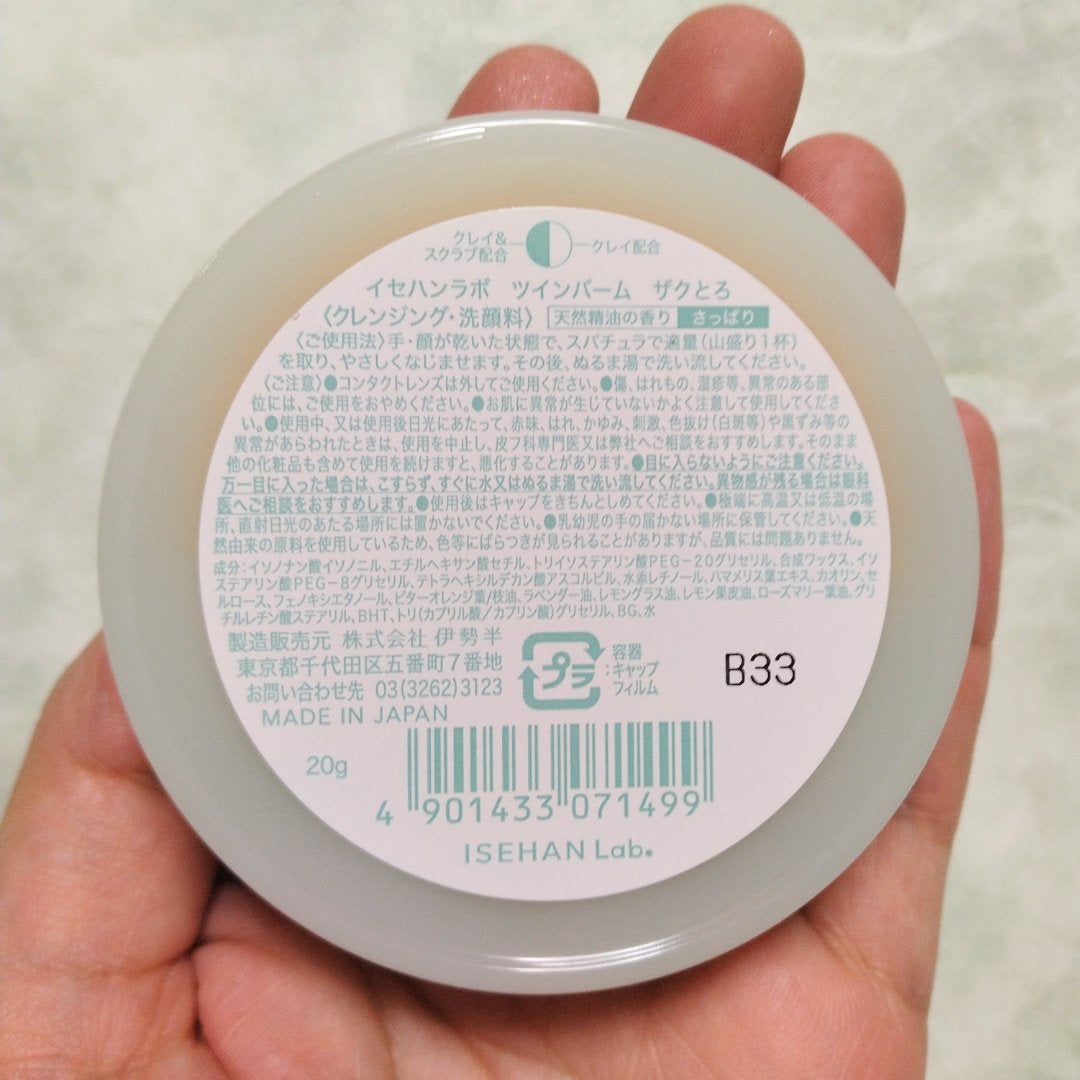 クレイ&
スクラブ配合
クレイ配合
イセハンラボ ツインバーム ザクとろ
〈クレンジング・洗顔料〉 天然精油の香り さっぱり
〈ご使用法〉手・顔が乾いた状態で、スパチュラで適量(山盛り1杯)
を取り、やさしくなじませます。その後、ぬるま湯で洗い流してください。
〈ご注意〉●コンタクトレンズは外してご使用ください。●傷、はれもの、湿疹等、異常のある部
位には、ご使用をおやめください。●お肌に異常が生じていないかよく注意して使用してくださ
い。●使用中、又は使用後日光にあたって、赤味、はれ、かゆみ、刺激、色抜け(白斑等)や黒ずみ等の
異常があらわれたときは、使用を中止し、皮フ科専門医又は弊社へご相談をおすすめします。そのまま
他の化粧品も含めて使用を続けますと、悪化することがあります。●目に入らないようにご注意ください。
万一目に入った場合は、こすらず、すぐに水又はぬるま湯で洗い流してください。異物感が残る場合は眼科
医へご相談をおすすめします。●使用後はキャップをきちんとしめてください。●極端に高温又は低温の場
所、直射日光のあたる場所には置かないでください。●乳幼児の手の届かない場所に保管してください。●天
然由来の原料を使用しているため、色等にばらつきが見られることがありますが、品質には問題ありません。
成分:イソノナン酸イソノニル、エチルヘキサン酸セチル、トリイソステアリン酸PEG-20グリセリル、合成ワックス、イソ
ステアリン酸PEG-8グリセリル、テトラヘキシルデカン酸アスコルビル、水添レチノール、ハマメリス葉エキス、カオリン、セ
ルロース、フェノキシエタノール、ビターオレンジ葉/枝油、ラベンダー油、レモングラス油、レモン果皮油、ローズマリー葉油、グリ
チルレチン酸ステアリル、BHT、トリ(カプリル酸/カプリン酸)グリセリル、BG、水
製造販売元 株式会社 伊勢半
東京都千代田区五番町7番地
お問い合わせ先 03(3262)3123
MADE IN JAPAN
プラ
容器
:キャップ
フィルム
B33
20g
4 901433 071499
ISEHAN Lab.